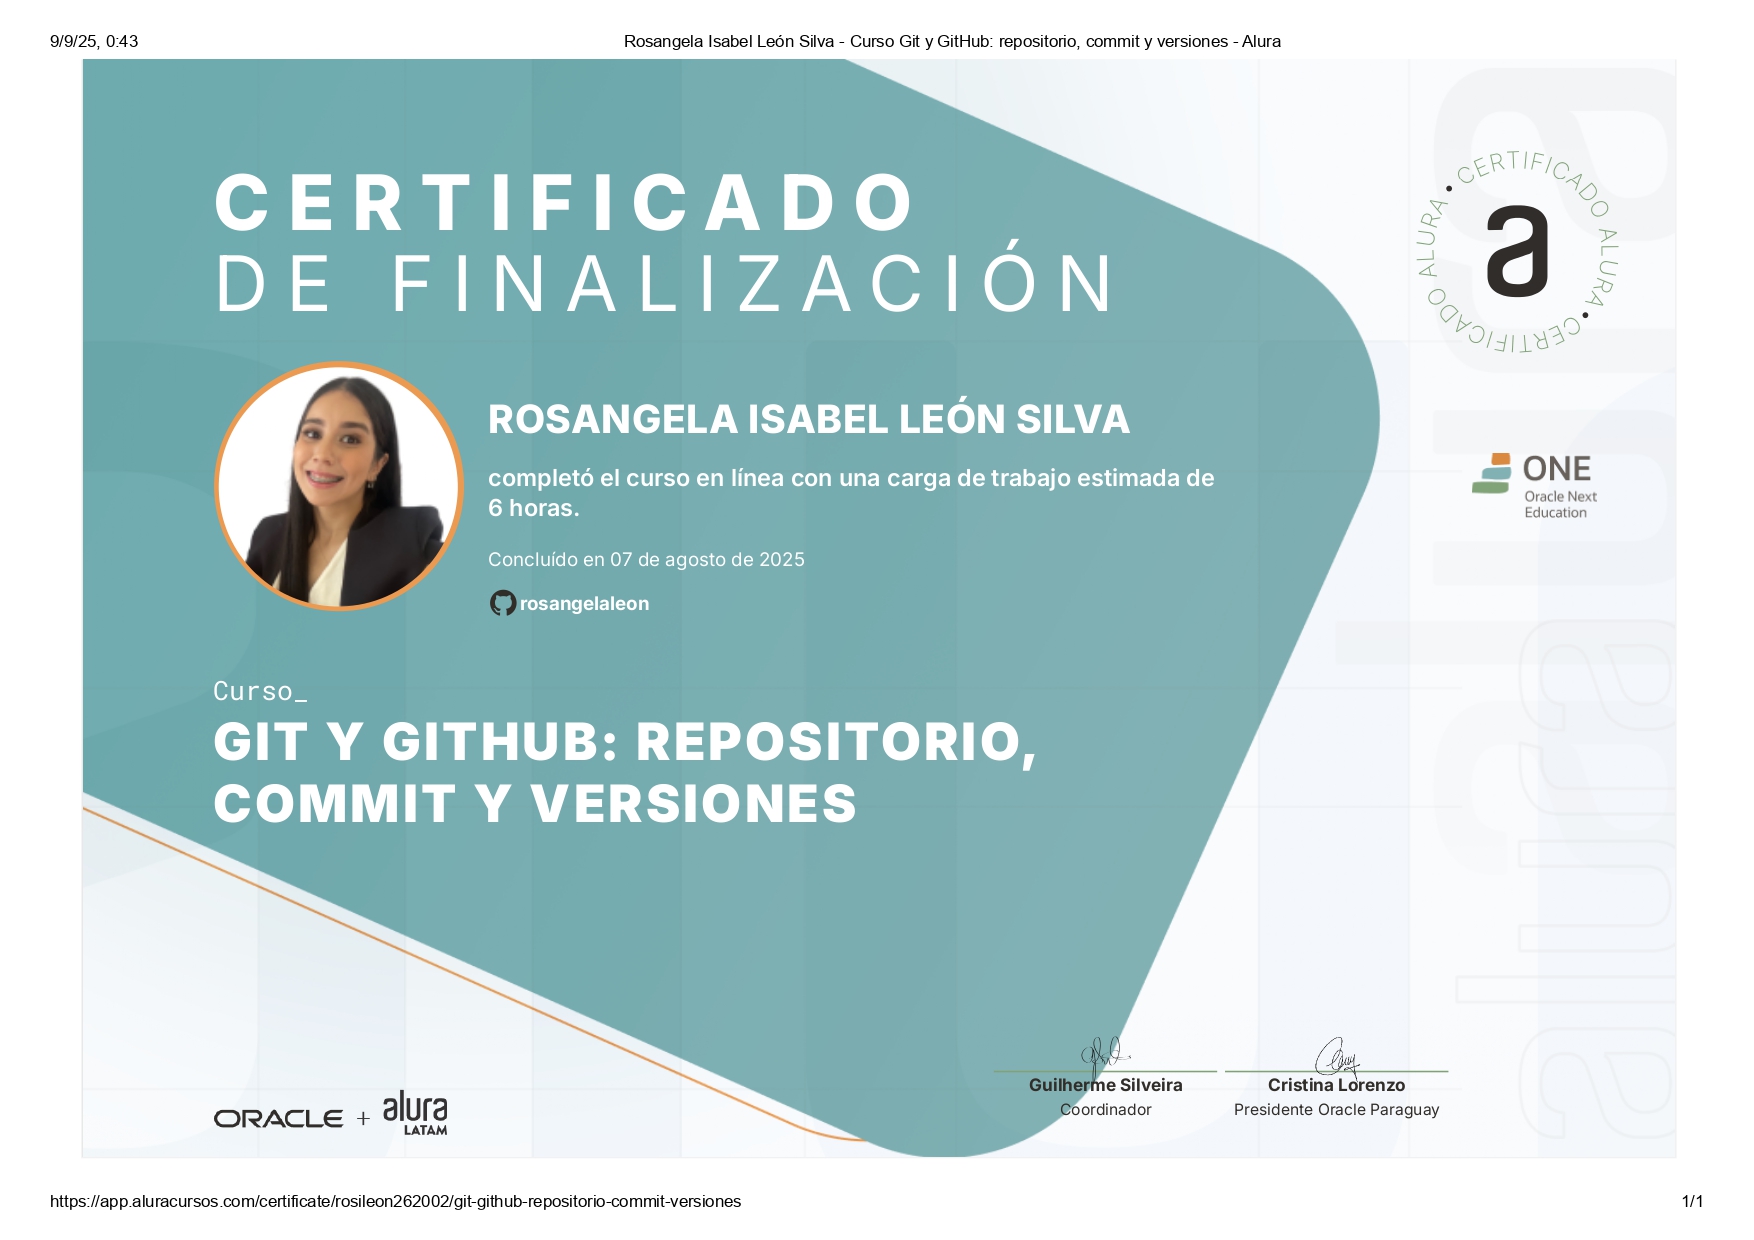 9/9/25, 0:43
Rosangela Isabel León Silva - Curso Git y GitHub: repositorio, commit y versiones - Alura
CERTIFICADO
DE FINALIZACIÓN
CERTIFICADO ALURA • CERTIFICADO ALURA •
a
ROSANGELA ISABEL LEÓN SILVA
completó el curso en línea con una carga de trabajo estimada de
6 horas.
Concluído en 07 de agosto de 2025
rosangelaleon
ONE
Oracle Next
Education
Curso_
GIT Y GITHUB: REPOSITORIO,
COMMIT Y VERSIONES
Guilherme Silveira
Coordinador
Cristina Lorenzo
Presidente Oracle Paraguay
ORACLE + alura
LATAM
alura
https://app.aluracursos.com/certificate/rosileon262002/git-github-repositorio-commit-versiones
1/1